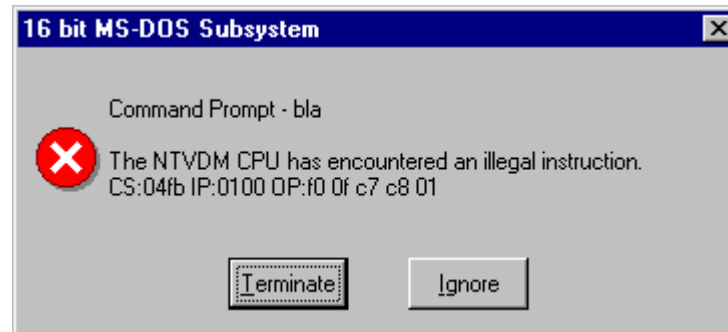 16 bit MS-DOS Subsystem
Command Prompt - bla
The NTVDM CPU has encountered an illegal instruction.
CS:04fb IP:0100 OP:f0 0f c7 c8 01
Terminate
Ignore